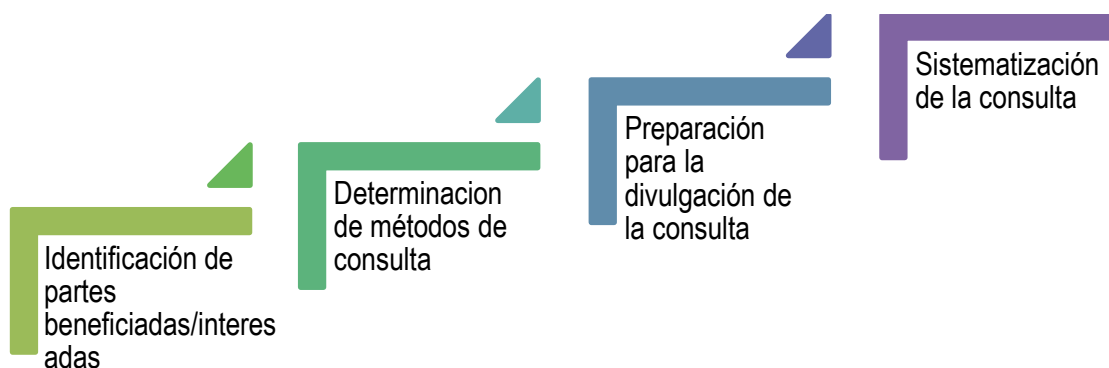 Identificación de
partes
beneficiadas/interes
adas
Determinacion
de métodos de
consulta
Preparación
para la
divulgación de
la consulta
Sistematización
de la consulta